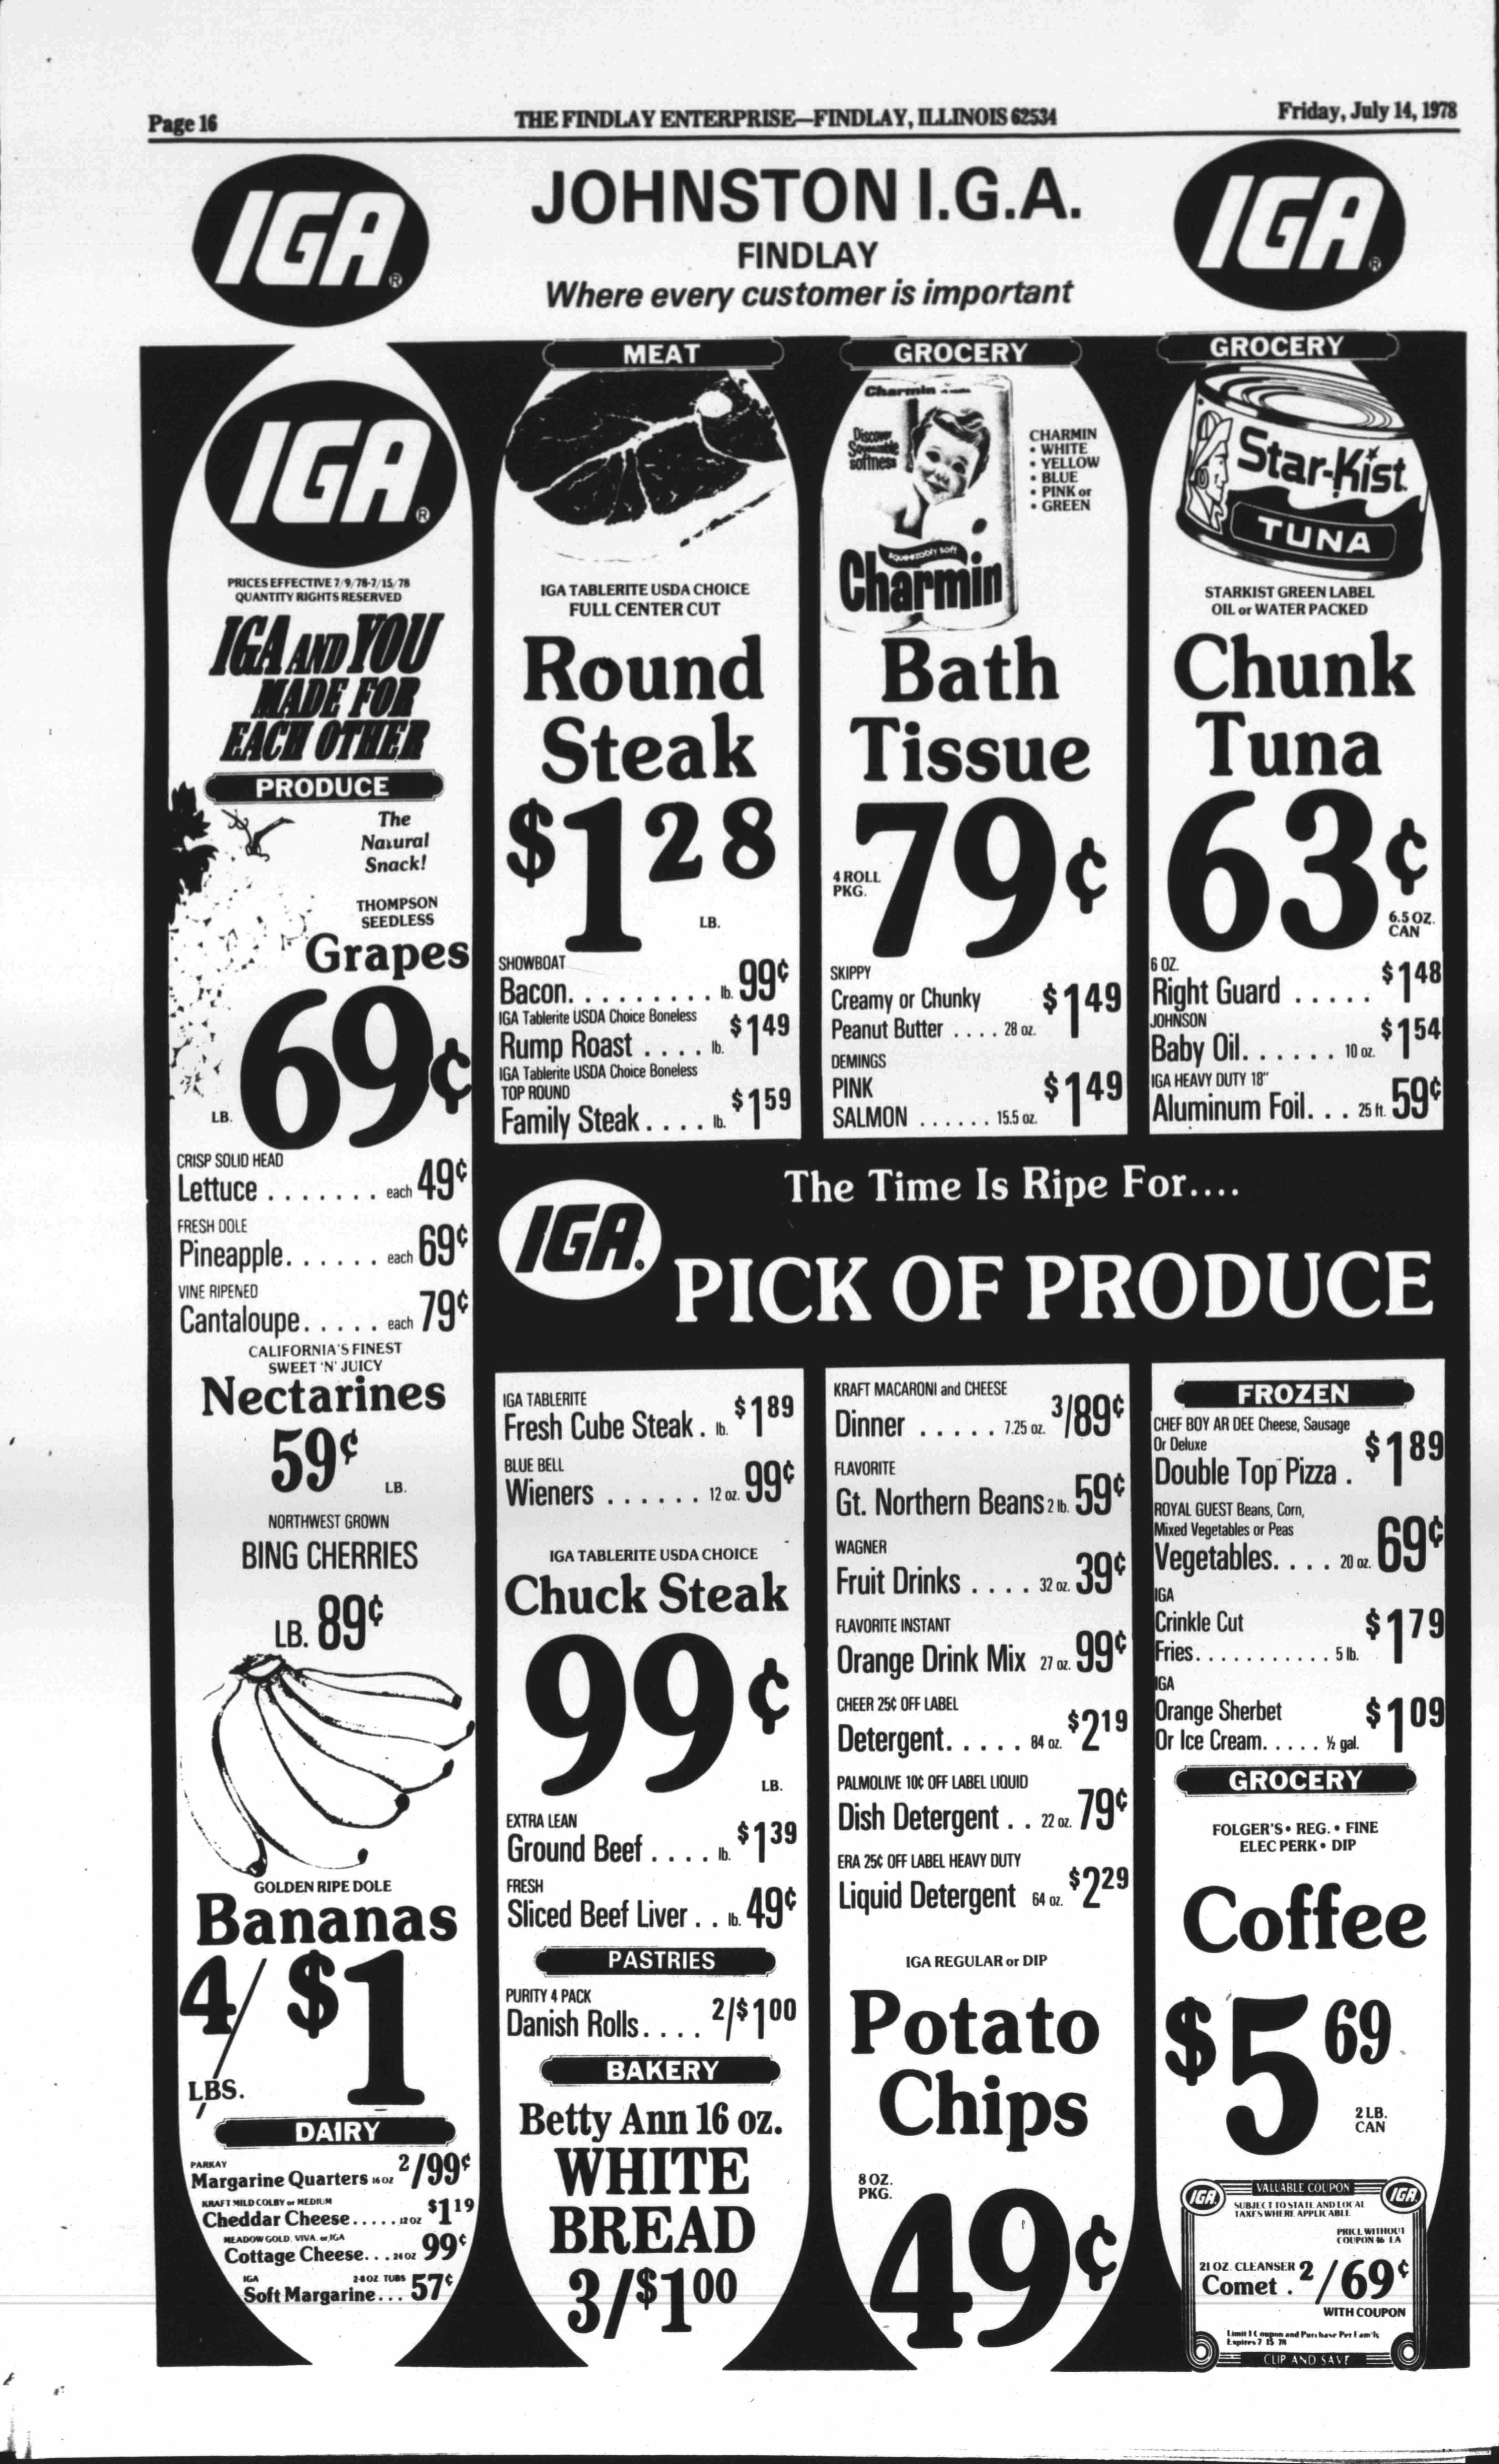 Page 16
THE FINDLAY ENTERPRISE—FINDLAY, ILLINOIS 62534
Friday, July 14, 1978
IGA®
JOHNSTON I.G.A.
FINDLAY
Where every customer is important
IGA®
IGA®
PRICES EFFECTIVE 7/9/78-7/15/78
QUANTITY RIGHTS RESERVED
IGA AND YOU
MADE FOR
EACH OTHER
PRODUCE
The
Natural
Snack!
THOMPSON
SEEDLESS
Grapes
LB. 69¢
CRISP SOLID HEAD
Lettuce . . . . . . . each 49¢
FRESH DOLE
Pineapple. . . . . . each 69¢
VINE RIPENED
Cantaloupe. . . . . each 79¢
CALIFORNIA'S FINEST
SWEET 'N' JUICY
Nectarines
59¢ LB.
NORTHWEST GROWN
BING CHERRIES
LB. 89¢
GOLDEN RIPE DOLE
Bananas
4/$1
LBS.
DAIRY
PARKAY
Margarine Quarters 16 OZ 2/99¢
KRAFT MILD COLBY or MEDIUM
Cheddar Cheese..... 12 OZ $1 19
MEADOW GOLD, VIVA, or IGA
Cottage Cheese... 24 OZ 99¢
IGA 2-8 OZ TUBS
Soft Margarine... 57¢
MEAT
IGA TABLERITE USDA CHOICE
FULL CENTER CUT
Round
Steak
$1 28
LB.
SHOWBOAT
Bacon. . . . . . . . . . lb. 99¢
IGA Tablerite USDA Choice Boneless
Rump Roast . . . . lb. $1 49
IGA Tablerite USDA Choice Boneless
TOP ROUND
Family Steak. . . . lb. $1 59
GROCERY
Charmin
Discover
Squeezable
softness
CHARMIN
• WHITE
• YELLOW
• BLUE
• PINK or
• GREEN
squeezably soft
Charmin
Bath
Tissue
4 ROLL
PKG. 79¢
SKIPPY
Creamy or Chunky
Peanut Butter . . . . 28 oz. $1 49
DEMINGS
PINK
SALMON . . . . . . 15.5 oz. $1 49
GROCERY
Star-Kist
TUNA
STARKIST GREEN LABEL
OIL or WATER PACKED
Chunk
Tuna
63¢
6.5 OZ.
CAN
6 OZ.
Right Guard . . . . . $1 48
JOHNSON
Baby Oil. . . . . . 10 oz. $1 54
IGA HEAVY DUTY 18"
Aluminum Foil. . . 25 ft. 59¢
The Time Is Ripe For....
IGA®
PICK OF PRODUCE
IGA TABLERITE
Fresh Cube Steak . lb. $1 89
BLUE BELL
Wieners . . . . . . 12 oz. 99¢
IGA TABLERITE USDA CHOICE
Chuck Steak
99¢
LB.
EXTRA LEAN
Ground Beef . . . . lb. $1 39
FRESH
Sliced Beef Liver . . lb. 49¢
PASTRIES
PURITY 4 PACK
Danish Rolls. . . . 2/$1 00
BAKERY
Betty Ann 16 oz.
WHITE
BREAD
3/$1 00
KRAFT MACARONI and CHEESE
Dinner . . . . . 7.25 oz. 3/89¢
FLAVORITE
Gt. Northern Beans 2 lb. 59¢
WAGNER
Fruit Drinks . . . . 32 oz. 39¢
FLAVORITE INSTANT
Orange Drink Mix 27 oz. 99¢
CHEER 25¢ OFF LABEL
Detergent. . . . . 84 oz. $2 19
PALMOLIVE 10¢ OFF LABEL LIQUID
Dish Detergent . . 22 oz. 79¢
ERA 25¢ OFF LABEL HEAVY DUTY
Liquid Detergent 64 oz. $2 29
IGA REGULAR or DIP
Potato
Chips
8 OZ.
PKG. 49¢
FROZEN
CHEF BOY AR DEE Cheese, Sausage
Or Deluxe
Double Top Pizza . $1 89
ROYAL GUEST Beans, Corn,
Mixed Vegetables or Peas
Vegetables. . . . 20 oz. 69¢
IGA
Crinkle Cut
Fries. . . . . . . . . . . 5 lb. $1 79
IGA
Orange Sherbet
Or Ice Cream. . . . . ½ gal. $1 09
GROCERY
FOLGER'S • REG. • FINE
ELEC PERK • DIP
Coffee
$5 69
2 LB.
CAN
IGA VALUABLE COUPON IGA
SUBJECT TO STATE AND LOCAL
TAXES WHERE APPLICABLE
PRICE WITHOUT
COUPON 46 EA
21 OZ. CLEANSER
Comet . 2/69¢
WITH COUPON
Limit 1 Coupon and Purchase Per Family
Expires 7 15 78
CLIP AND SAVE